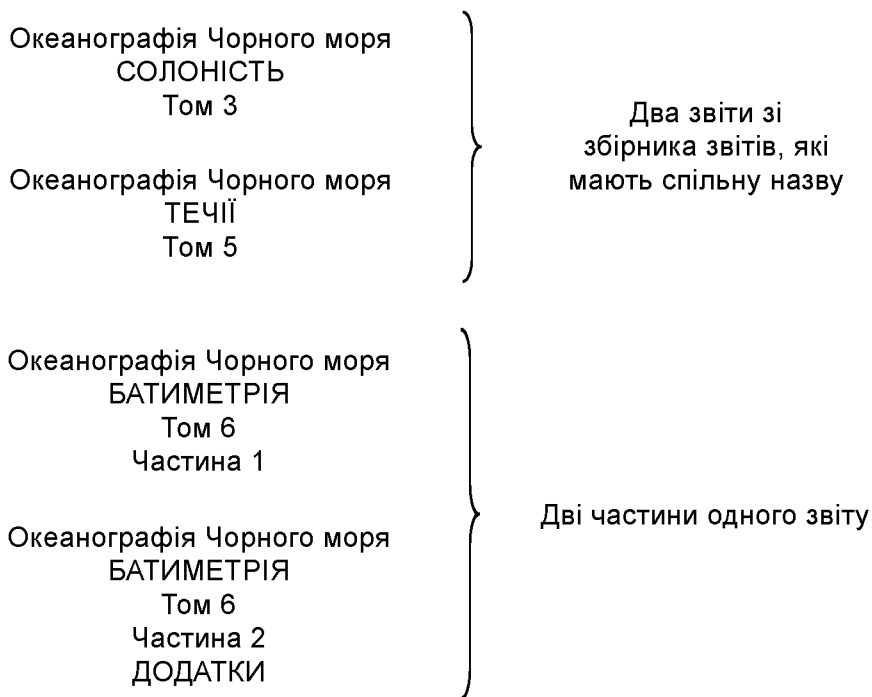 Океанографія Чорного моря
СОЛОНІСТЬ
Том 3
Океанографія Чорного моря
ТЕЧІЇ
Том 5
Два звіти зі
збірника звітів, які
мають спільну назву
Океанографія Чорного моря
БАТИМЕТРІЯ
Том 6
Частина 1
Океанографія Чорного моря
БАТИМЕТРІЯ
Том 6
Частина 2
ДОДАТКИ
Дві частини одного звіту